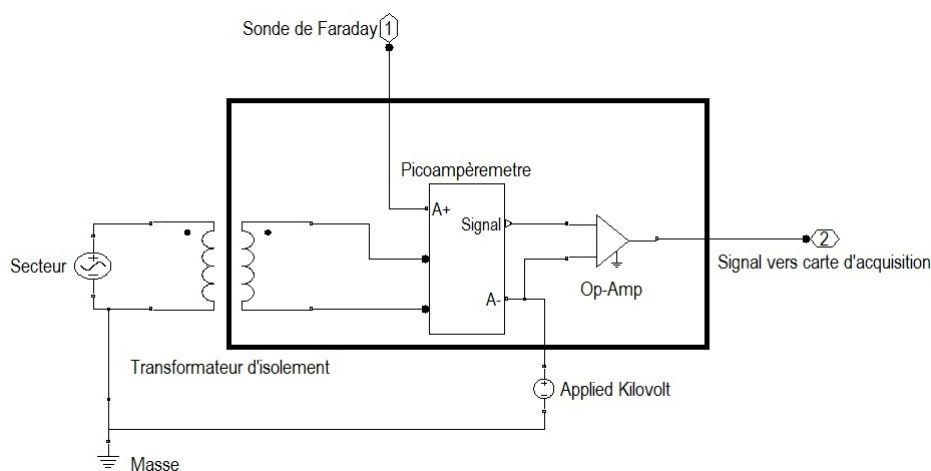 Sonde de Faraday 1
Picoampèremetre
A+
Signal
Secteur
2
Signal vers carte d'acquisition
Op-Amp
A-
Transformateur d'isolement
Applied Kilovolt
Masse